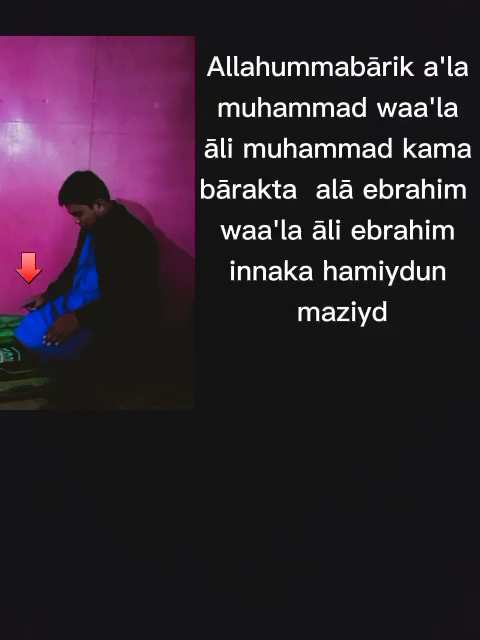 Allahummabārik a'la
muhammad waa'la
āli muhammad kama
bārakta  alā ebrahim
waa'la āli ebrahim
innaka hamiydun
maziyd